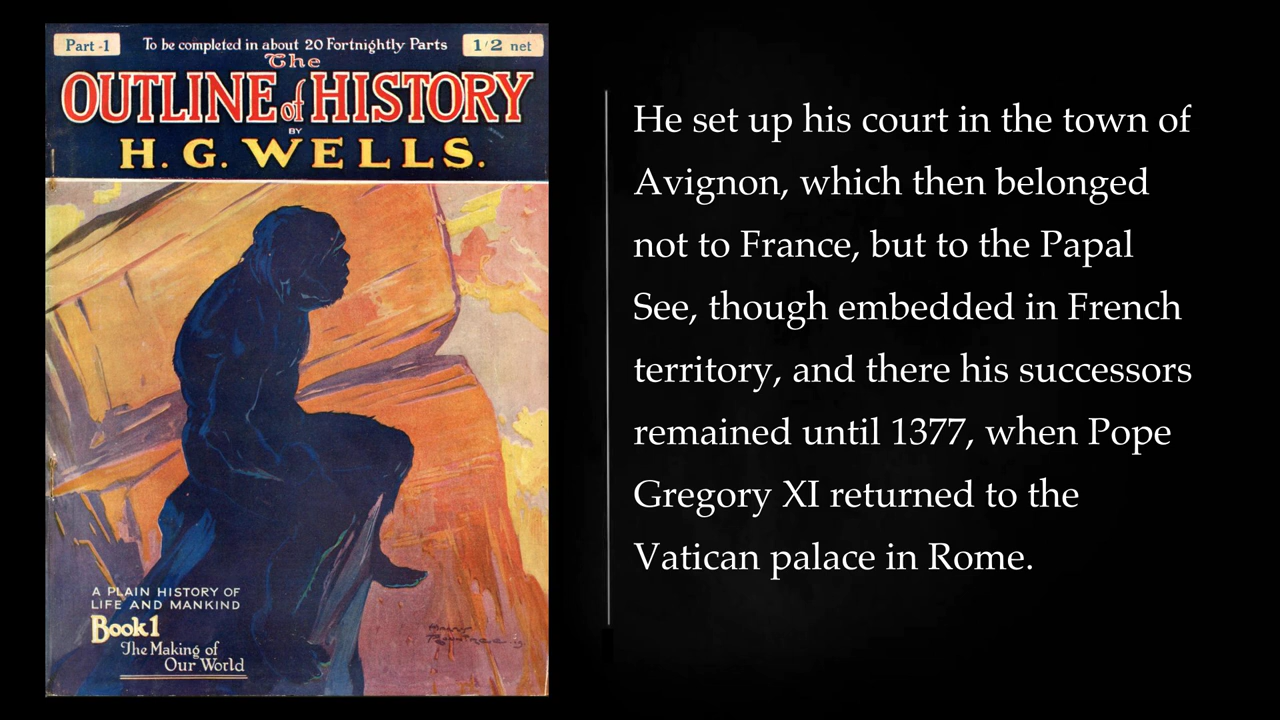 Part -1
To be completed in about 20 Fortnightly Parts
1/2 net
The
OUTLINE of HISTORY
BY
H. G. WELLS.
A PLAIN HISTORY OF
LIFE AND MANKIND
Book 1
The Making of
Our World
He set up his court in the town of
Avignon, which then belonged
not to France, but to the Papal
See, though embedded in French
territory, and there his successors
remained until 1377, when Pope
Gregory XI returned to the
Vatican palace in Rome.